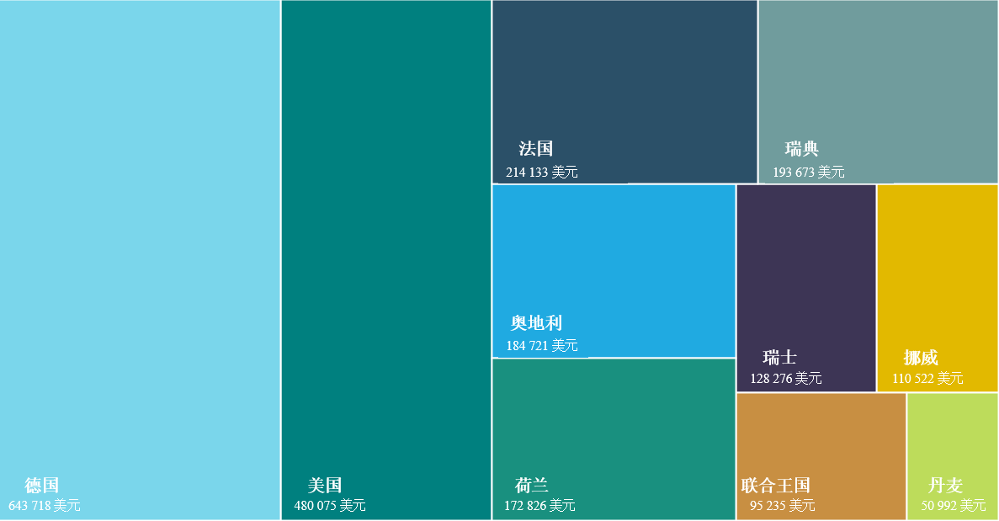 法国
214 133 美元
瑞典
193 673 美元
奥地利
184 721 美元
瑞士
128 276 美元
挪威
110 522 美元
德国
643 718 美元
美国
480 075 美元
荷兰
172 826 美元
联合王国
95 235 美元
丹麦
50 992 美元